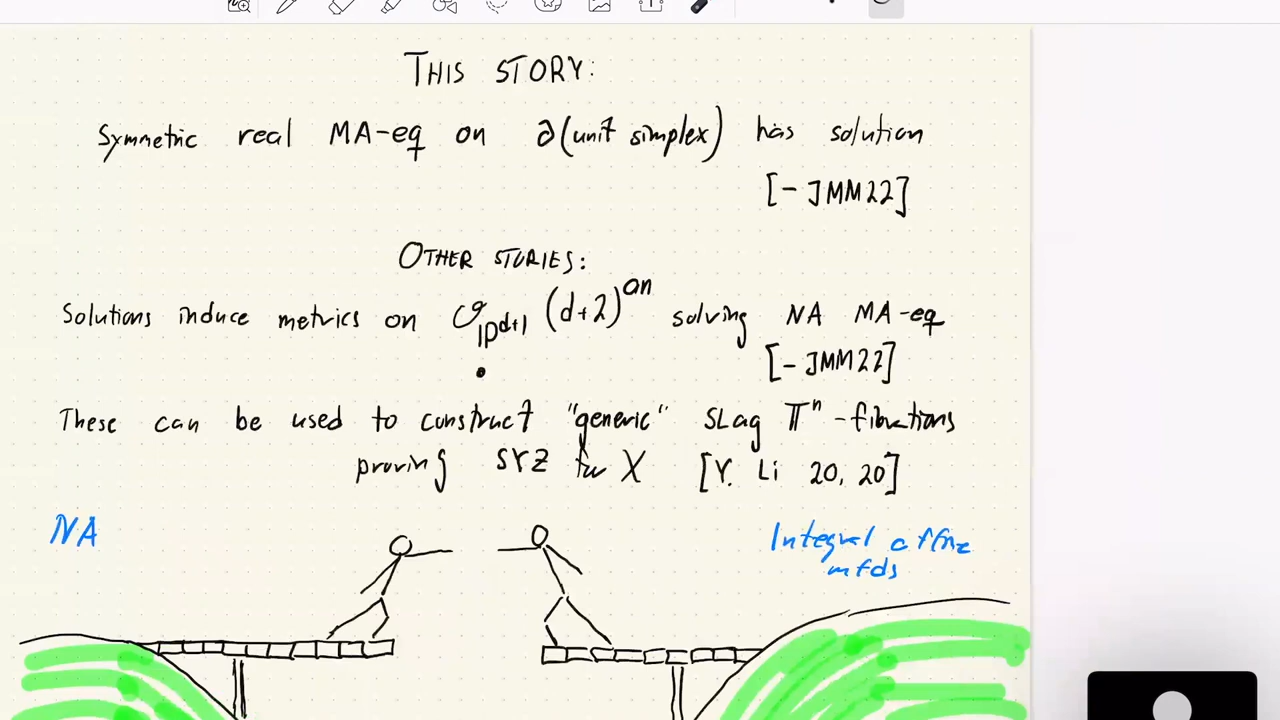 THIS STORY:
Symmetric real MA-eq on ∂(unit simplex) has solution
[-JMM22]
OTHER STORIES:
Solutions induce metrics on O_{ℙ^{d+1}}(d+2)^{an} solving NA MA-eq
[-JMM22]
These can be used to construct "generic" SLag 𝕋ⁿ-fibrations
proving SYZ for X [Y. Li 20, 20]
NA
Integral affine
mfds